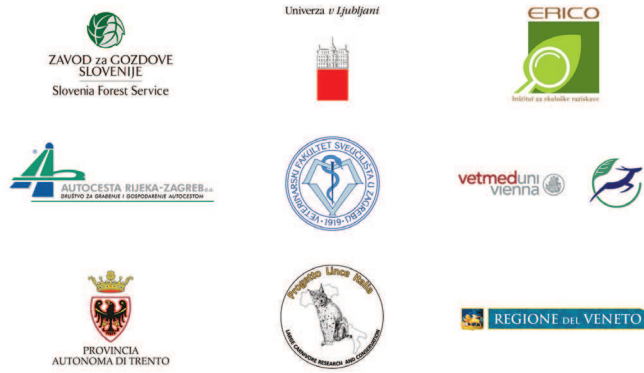 ZAVOD za GOZDOVE
SLOVENIJE
Slovenia Forest Service
Univerza v Ljubljani
ERICO
Inštitut za ekološke raziskave
AUTOCESTA RIJEKA-ZAGREB d.d.
DRUŠTVO ZA GRAĐENJE I GOSPODARENJE AUTOCESTOM
VETERINARSKI FAKULTET SVEUČILIŠTA U ZAGREBU
·1919·
vetmeduni
vienna
PROVINCIA
AUTONOMA DI TRENTO
Progetto Lince Italia
LARGE CARNIVORE RESEARCH AND CONSERVATION
REGIONE DEL VENETO